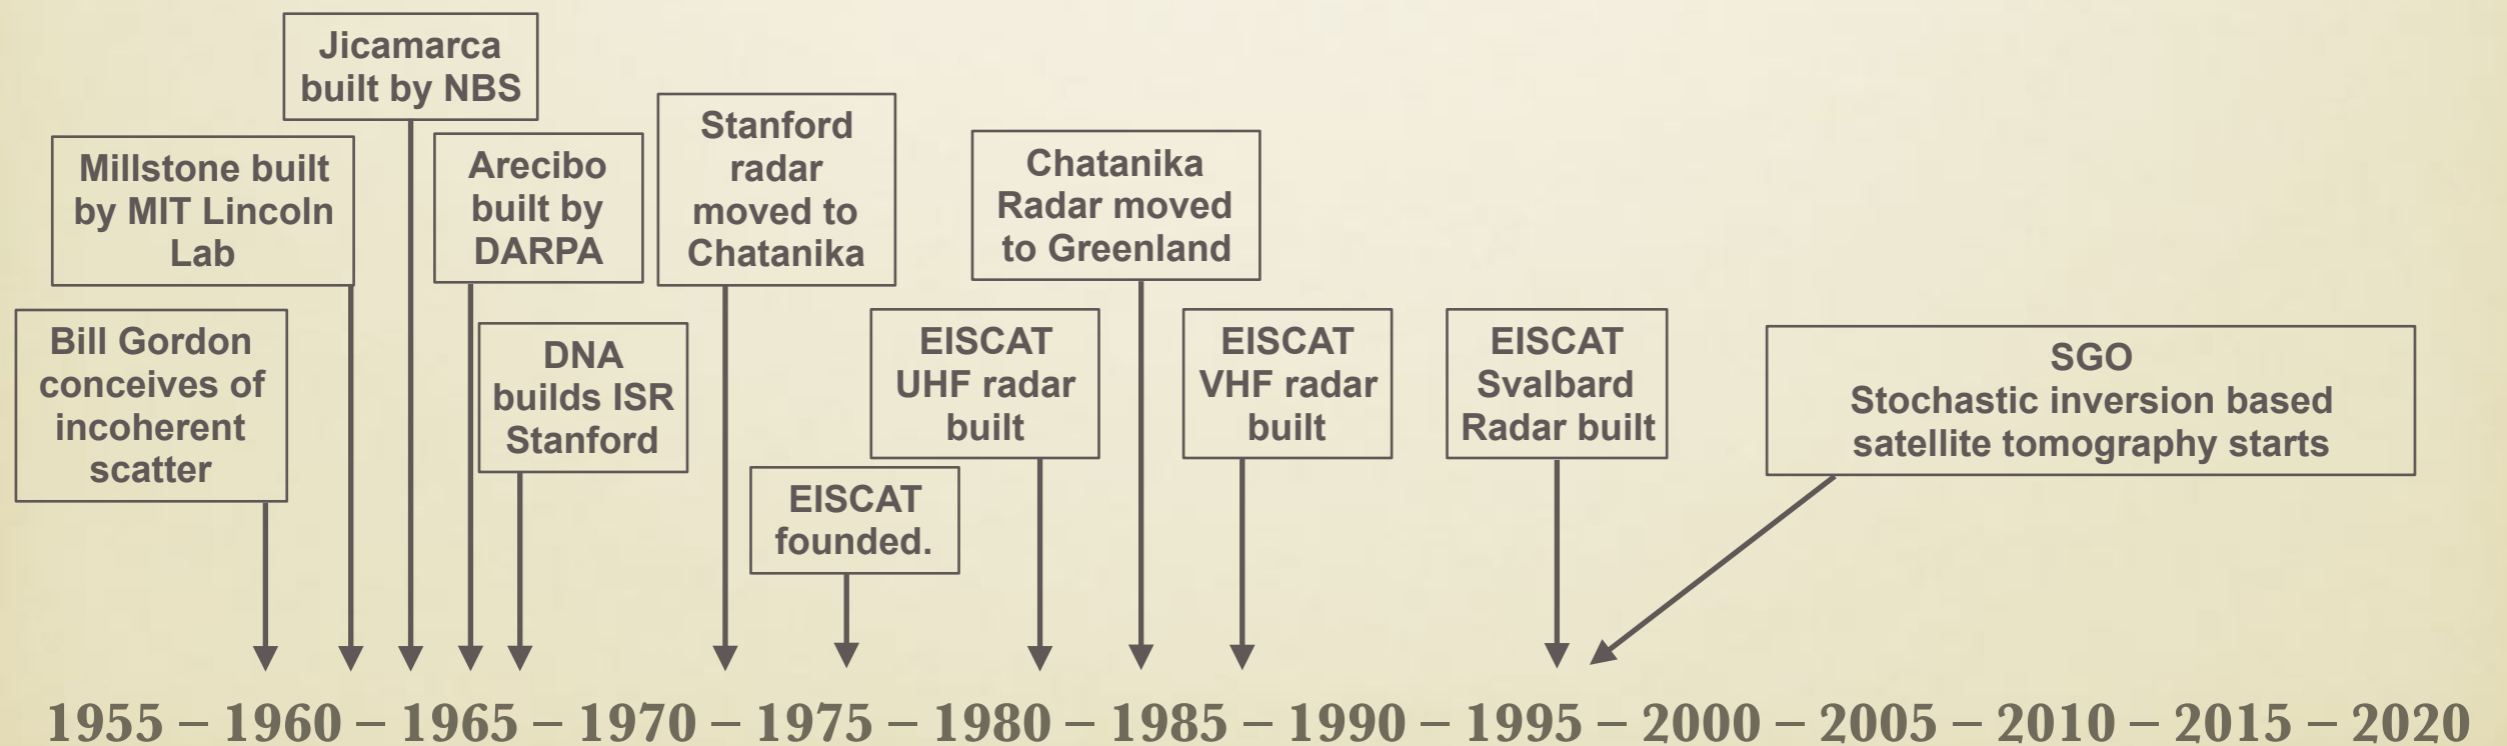 Bill Gordon
conceives of
incoherent
scatter
Millstone built
by MIT Lincoln
Lab
Jicamarca
built by NBS
Arecibo
built by
DARPA
DNA
builds ISR
Stanford
Stanford
radar
moved to
Chatanika
EISCAT
founded.
EISCAT
UHF radar
built
Chatanika
Radar moved
to Greenland
EISCAT
VHF radar
built
EISCAT
Svalbard
Radar built
SGO
Stochastic inversion based
satellite tomography starts
1955 – 1960 – 1965 – 1970 – 1975 – 1980 – 1985 – 1990 – 1995 – 2000 – 2005 – 2010 – 2015 – 2020